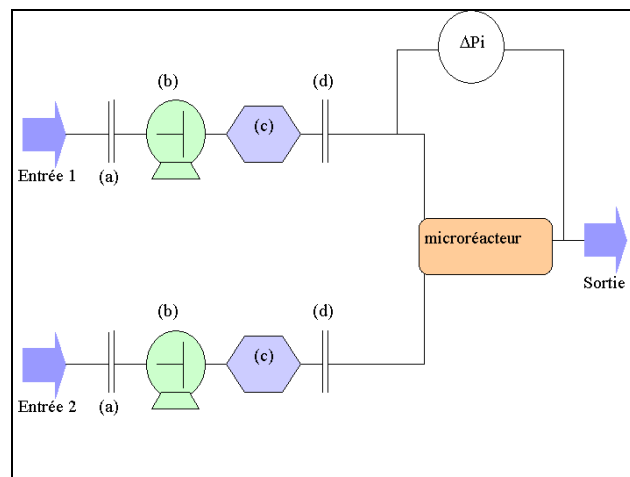 ΔPi
(b)
(d)
(c)
Entrée 1
(a)
microréacteur
Sortie
(b)
(d)
(c)
Entrée 2
(a)